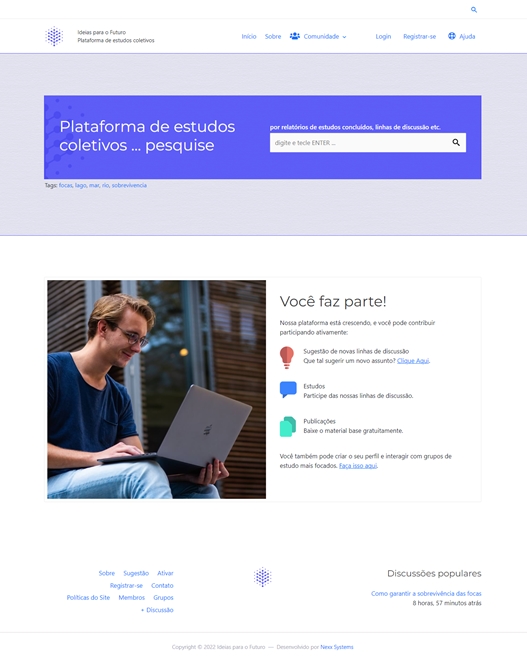 Ideias para o Futuro
Plataforma de estudos coletivos
Início Sobre Comunidade Login Registrar-se Ajuda
Plataforma de estudos
coletivos ... pesquise
por relatórios de estudos concluídos, linhas de discussão etc.
digite e tecle ENTER ...
Tags: focas, lago, mar, rio, sobrevivencia
Você faz parte!
Nossa plataforma está crescendo, e você pode contribuir
participando ativamente:
Sugestão de novas linhas de discussão
Que tal sugerir um novo assunto? Clique Aqui.
Estudos
Participe das nossas linhas de discussão.
Publicações
Baixe o material base gratuitamente.
Você também pode criar o seu perfil e interagir com grupos de
estudo mais focados. Faça isso aqui.
Sobre Sugestão Ativar
Registrar-se Contato
Políticas do Site Membros Grupos
+ Discussão
Discussões populares
Como garantir a sobrevivência das focas
8 horas, 57 minutos atrás
Copyright © 2022 Ideias para o Futuro — Desenvolvido por Nexx Systems